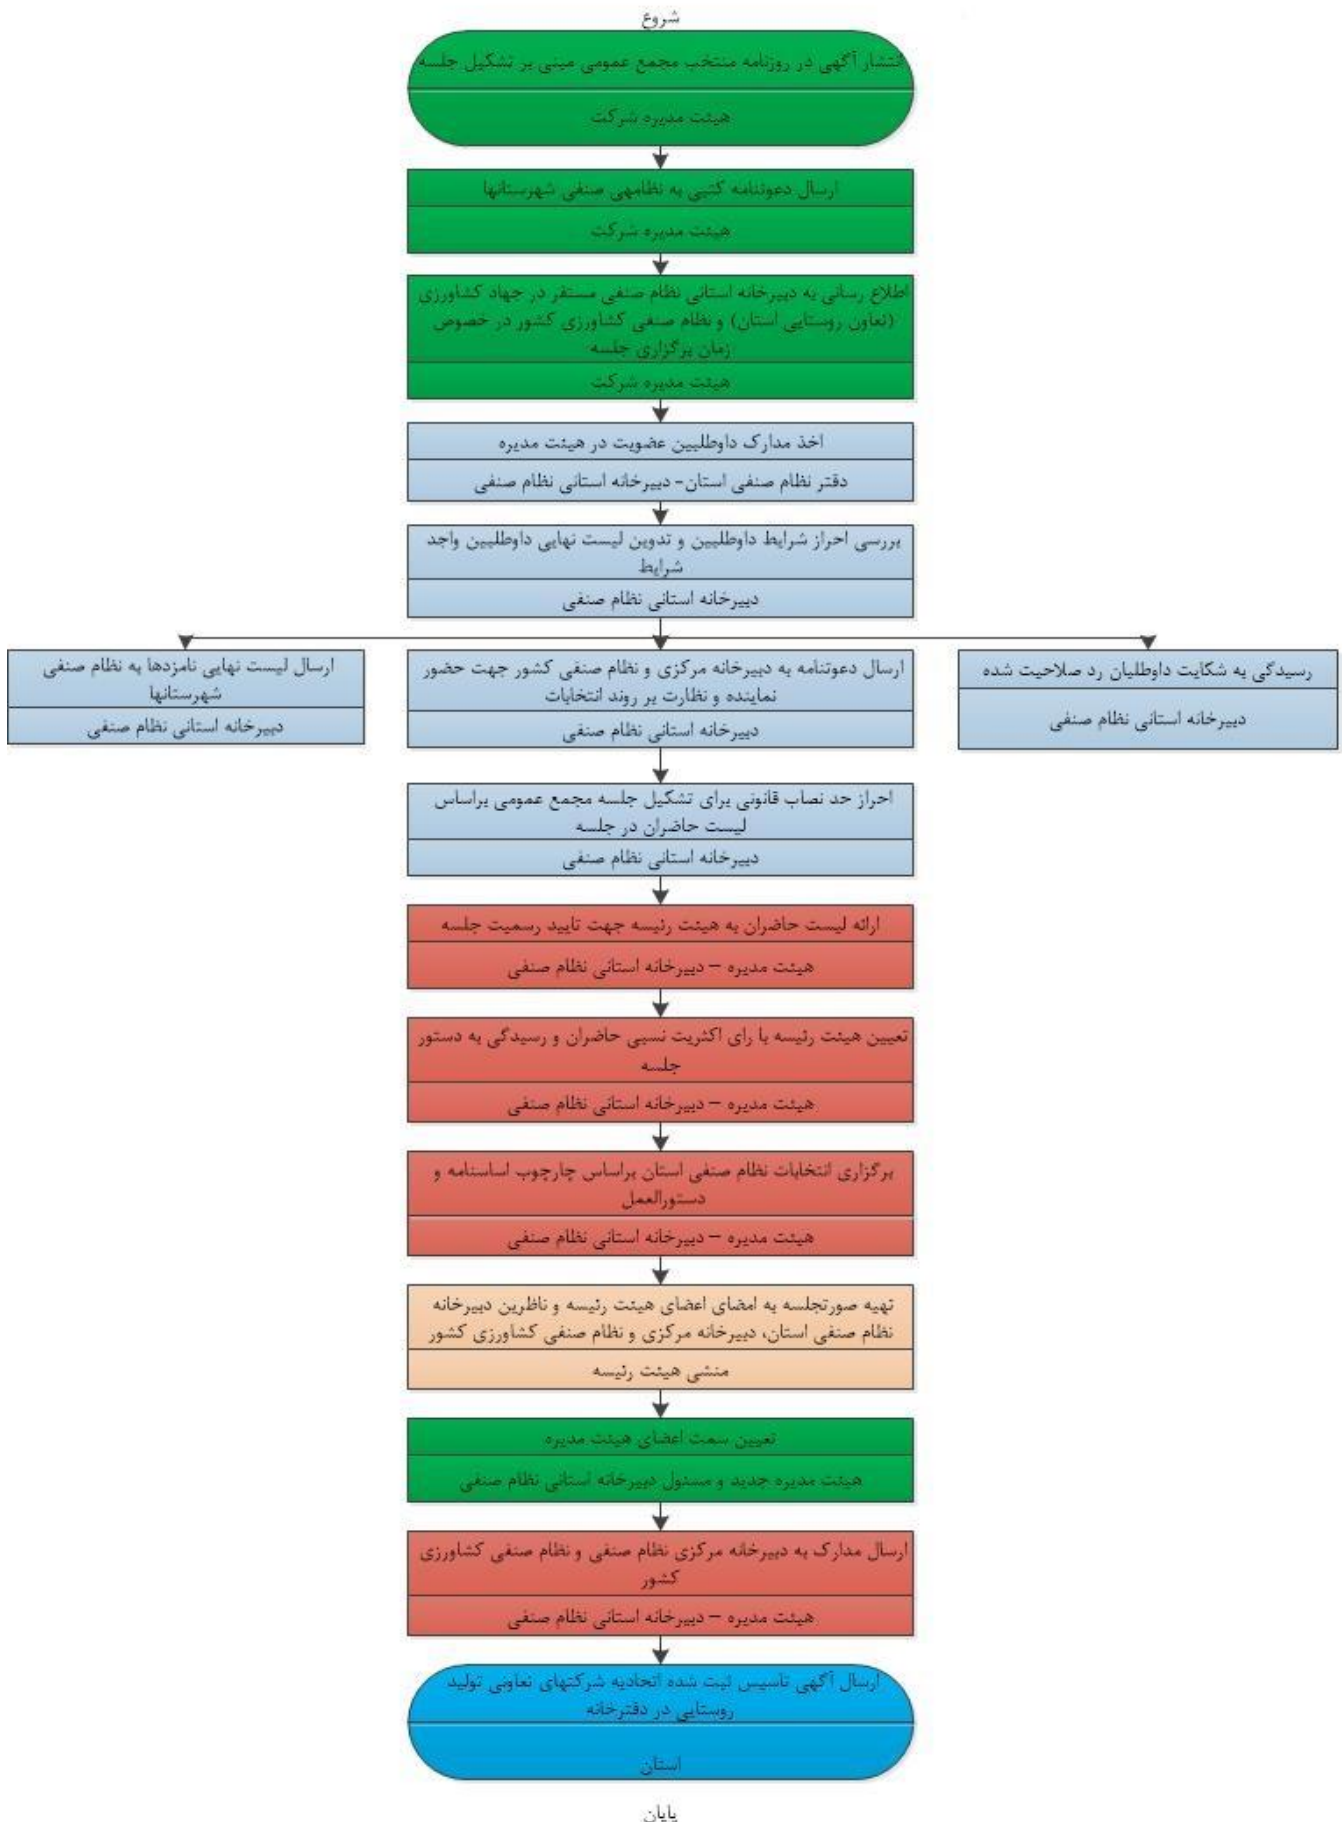 شروع
انتشار آگهی در روزنامه منتخب مجمع عمومی مبنی بر تشکیل جلسه
هیئت مدیره شرکت
ارسال دعوتنامه کتبی به نظامهی صنفی شهرستانها
هیئت مدیره شرکت
اطلاع رسانی به دبیرخانه استانی نظام صنفی مستقر در جهاد کشاورزی
(تعاون روستایی استان) و نظام صنفی کشاورزی کشور در خصوص
زمان برگزاری جلسه
هیئت مدیره شرکت
اخذ مدارک داوطلبین عضویت در هیئت مدیره
دفتر نظام صنفی استان- دبیرخانه استانی نظام صنفی
بررسی احراز شرایط داوطلبین و تدوین لیست نهایی داوطلبین واجد
شرایط
دبیرخانه استانی نظام صنفی
رسیدگی به شکایت داوطلبان رد صلاحیت شده
دبیرخانه استانی نظام صنفی
ارسال دعوتنامه به دبیرخانه مرکزی و نظام صنفی کشور جهت حضور
نماینده و نظارت بر روند انتخابات
دبیرخانه استانی نظام صنفی
ارسال لیست نهایی نامزدها به نظام صنفی
شهرستانها
دبیرخانه استانی نظام صنفی
احراز حد نصاب قانونی برای تشکیل جلسه مجمع عمومی براساس
لیست حاضران در جلسه
دبیرخانه استانی نظام صنفی
ارائه لیست حاضران به هیئت رئیسه جهت تایید رسمیت جلسه
هیئت مدیره – دبیرخانه استانی نظام صنفی
تعیین هیئت رئیسه با رای اکثریت نسبی حاضران و رسیدگی به دستور
جلسه
هیئت مدیره – دبیرخانه استانی نظام صنفی
برگزاری انتخابات نظام صنفی استان براساس چارچوب اساسنامه و
دستورالعمل
هیئت مدیره – دبیرخانه استانی نظام صنفی
تهیه صورتجلسه به امضای اعضای هیئت رئیسه و ناظرین دبیرخانه
نظام صنفی استان، دبیرخانه مرکزی و نظام صنفی کشاورزی کشور
منشی هیئت رئیسه
تعیین سمت اعضای هیئت مدیره
هیئت مدیره جدید و مسئول دبیرخانه استانی نظام صنفی
ارسال مدارک به دبیرخانه مرکزی نظام صنفی و نظام صنفی کشاورزی
کشور
هیئت مدیره – دبیرخانه استانی نظام صنفی
ارسال آگهی تاسیس ثبت شده اتحادیه شرکتهای تعاونی تولید
روستایی در دفترخانه
استان
پایان